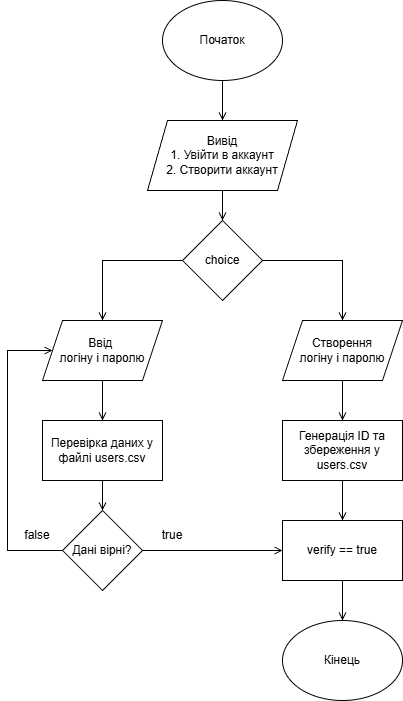 Початок
Вивід
1. Увійти в аккаунт
2. Створити аккаунт
choice
Ввід
логіну і паролю
Створення
логіну і паролю
Перевірка даних у
файлі users.csv
Генерація ID та
збереження у
users.csv
false
Дані вірні?
true
verify == true
Кінець